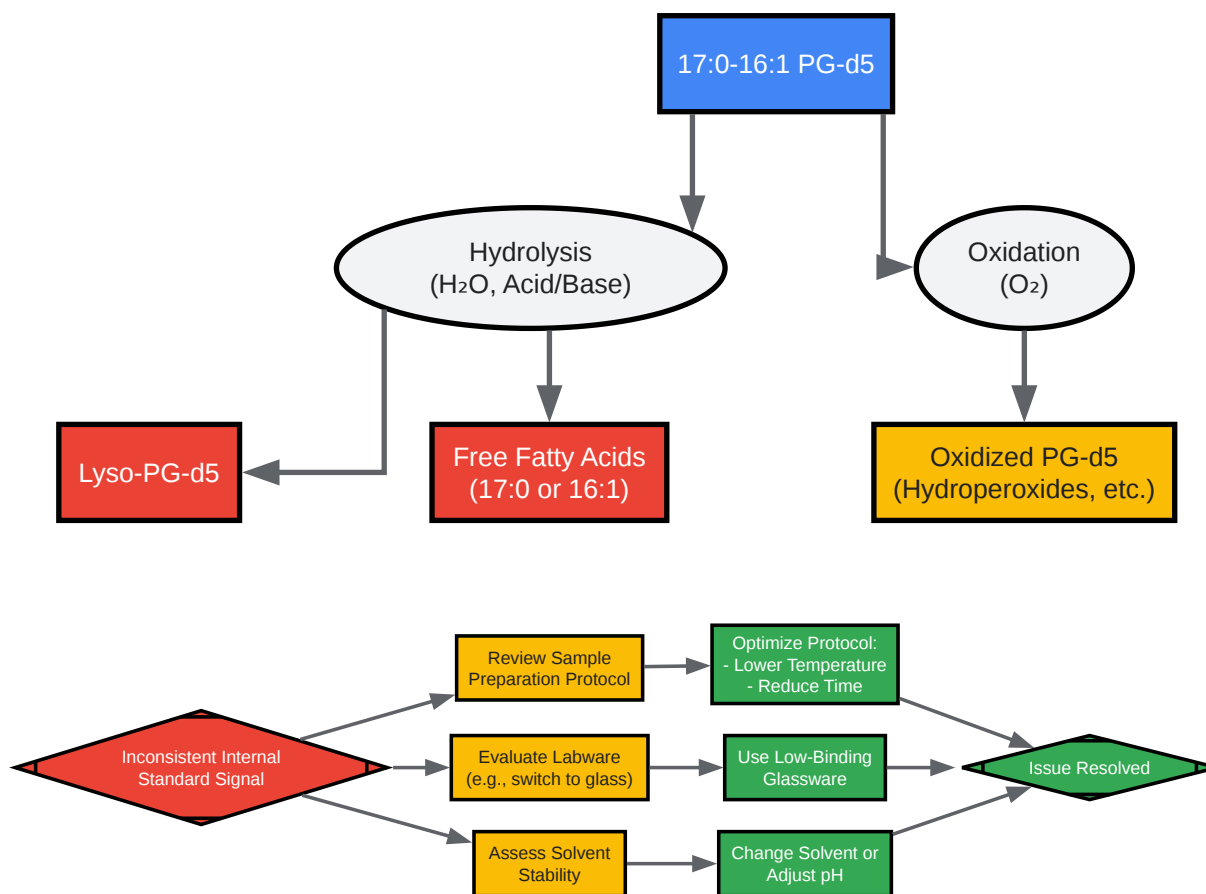 17:0-16:1 PG-d5
Hydrolysis
(H₂O, Acid/Base)
Oxidation
(O₂)
Lyso-PG-d5
Free Fatty Acids
(17:0 or 16:1)
Oxidized PG-d5
(Hydroperoxides, etc.)
Review Sample
Preparation Protocol
Optimize Protocol:
- Lower Temperature
- Reduce Time
Inconsistent Internal
Standard Signal
Evaluate Labware
(e.g., switch to glass)
Use Low-Binding
Glassware
Issue Resolved
Assess Solvent
Stability
Change Solvent or
Adjust pH